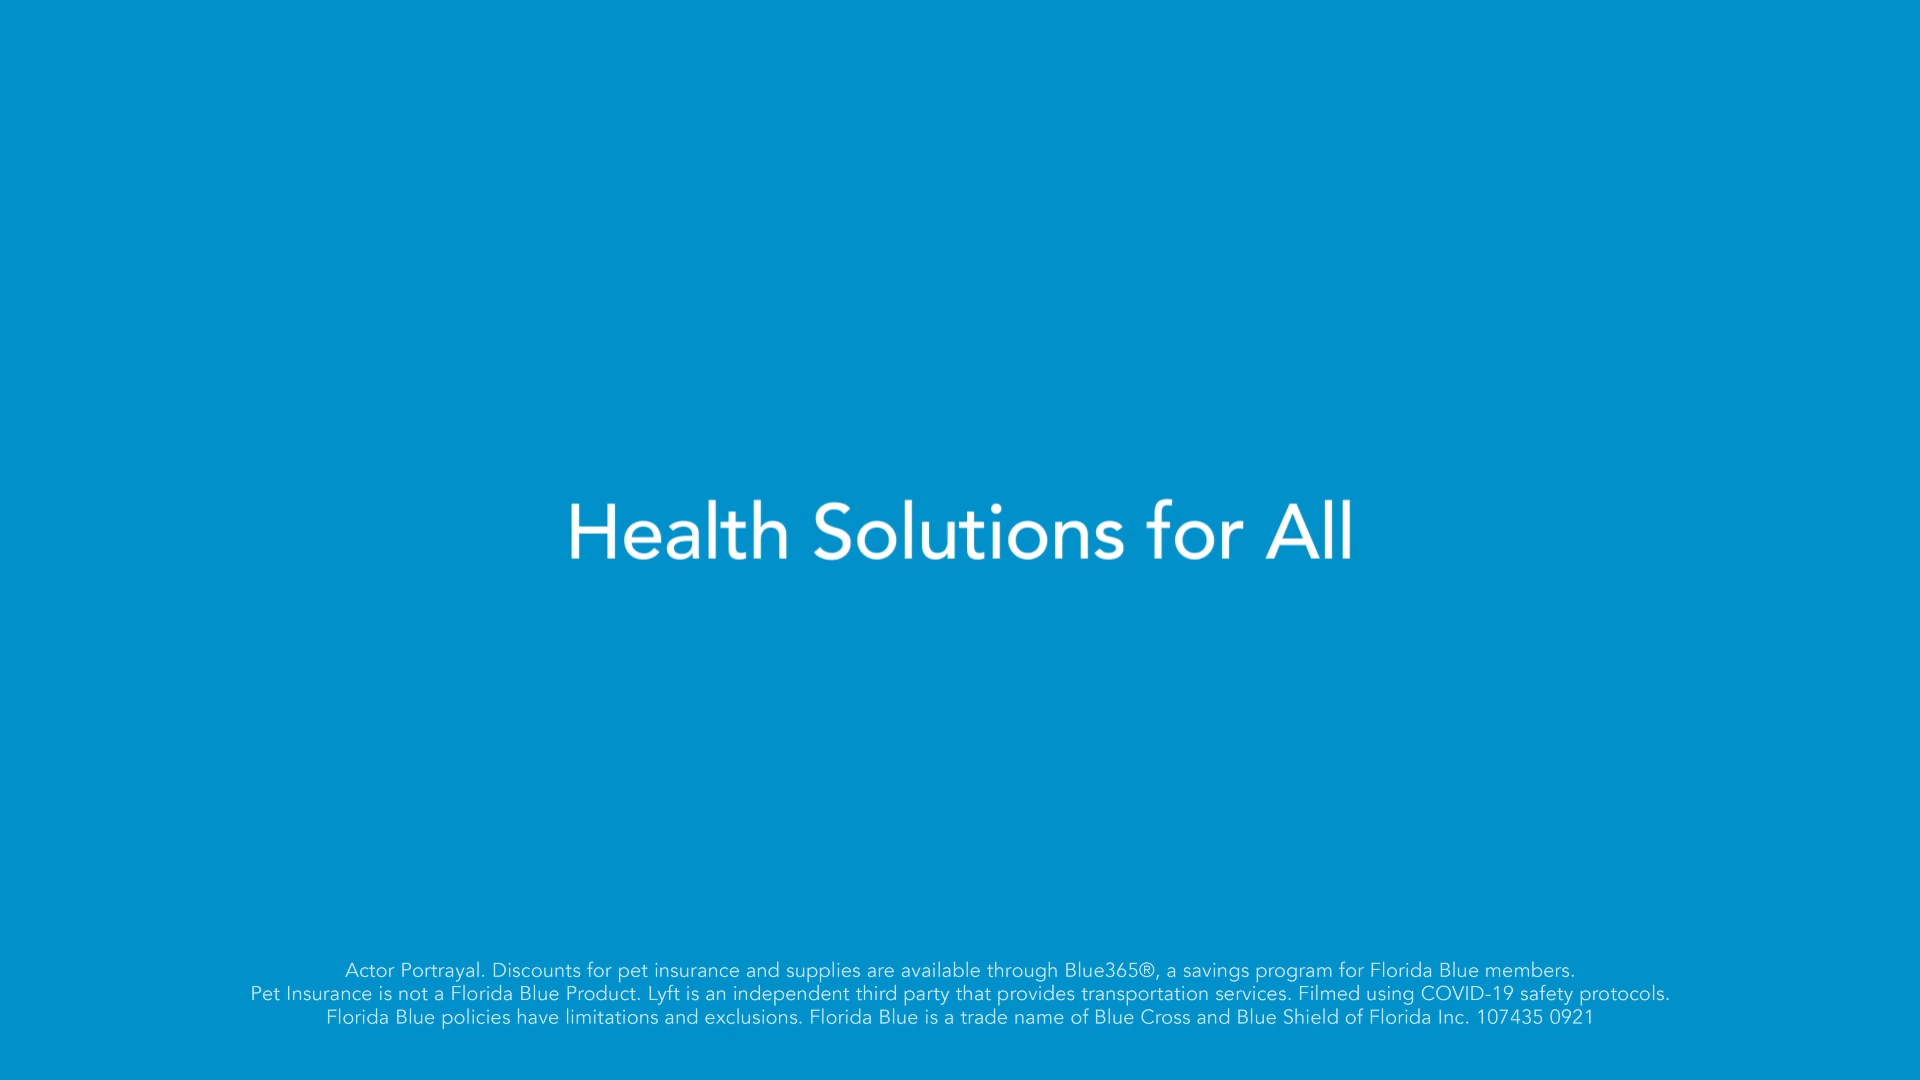 Health Solutions for All
Actor Portrayal. Discounts for pet insurance and supplies are available through Blue365®, a savings program for Florida Blue members.
Pet Insurance is not a Florida Blue Product. Lyft is an independent third party that provides transportation services. Filmed using COVID-19 safety protocols.
Florida Blue policies have limitations and exclusions. Florida Blue is a trade name of Blue Cross and Blue Shield of Florida Inc. 107435 0921